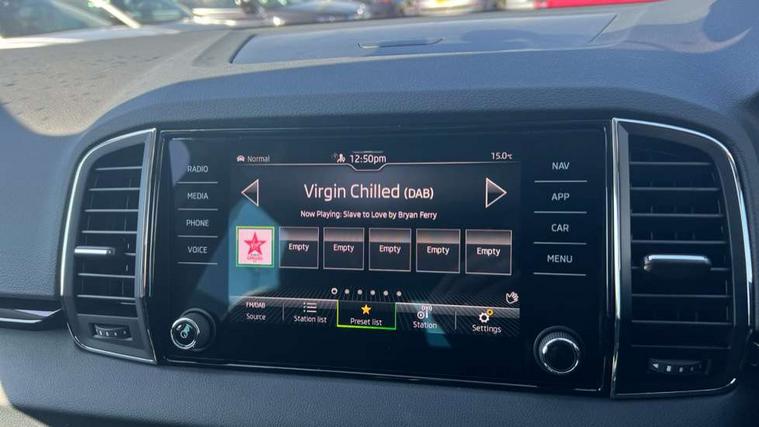 Normal 12:50pm 15.0°C
RADIO
MEDIA
PHONE
VOICE
Virgin Chilled (DAB)
Now Playing: Slave to Love by Bryan Ferry
Empty Empty Empty Empty Empty
FM/DAB
Source
Station list
Preset list
Station
Settings
NAV
APP
CAR
MENU